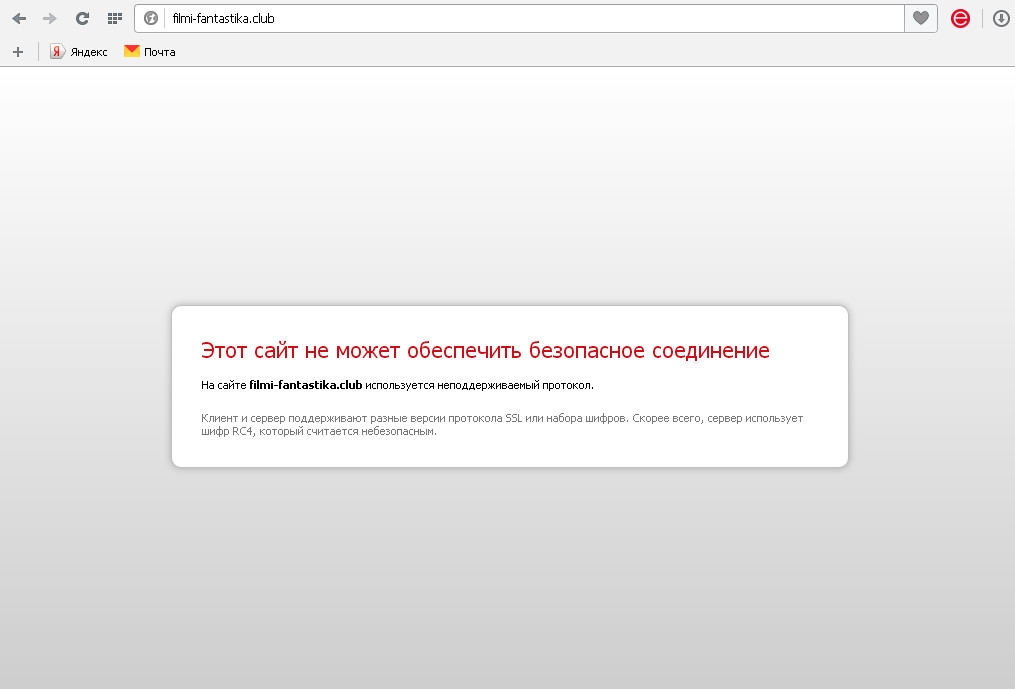 filmi-fantastika.club
Яндекс Почта
Этот сайт не может обеспечить безопасное соединение
На сайте filmi-fantastika.club используется неподдерживаемый протокол.
Клиент и сервер поддерживают разные версии протокола SSL или набора шифров. Скорее всего, сервер использует
шифр RC4, который считается небезопасным.